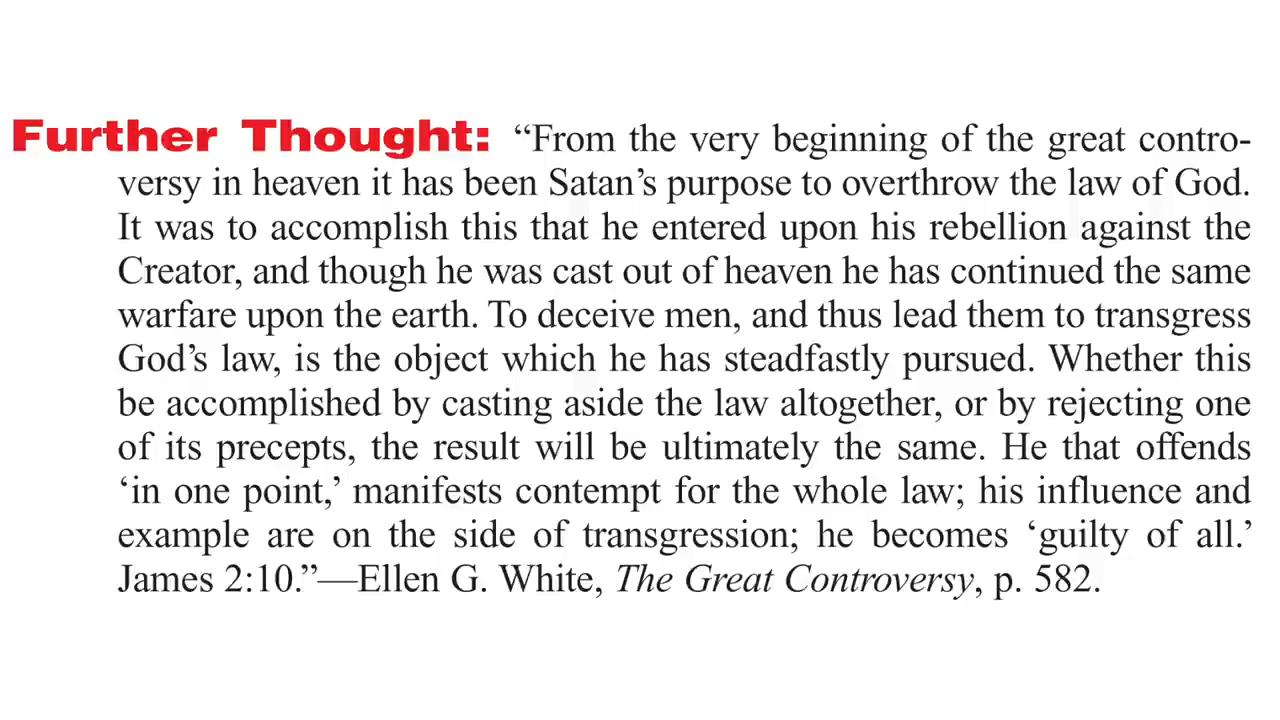 Further Thought: “From the very beginning of the great contro-
versy in heaven it has been Satan’s purpose to overthrow the law of God.
It was to accomplish this that he entered upon his rebellion against the
Creator, and though he was cast out of heaven he has continued the same
warfare upon the earth. To deceive men, and thus lead them to transgress
God’s law, is the object which he has steadfastly pursued. Whether this
be accomplished by casting aside the law altogether, or by rejecting one
of its precepts, the result will be ultimately the same. He that offends
‘in one point,’ manifests contempt for the whole law; his influence and
example are on the side of transgression; he becomes ‘guilty of all.’
James 2:10.”—Ellen G. White, The Great Controversy, p. 582.